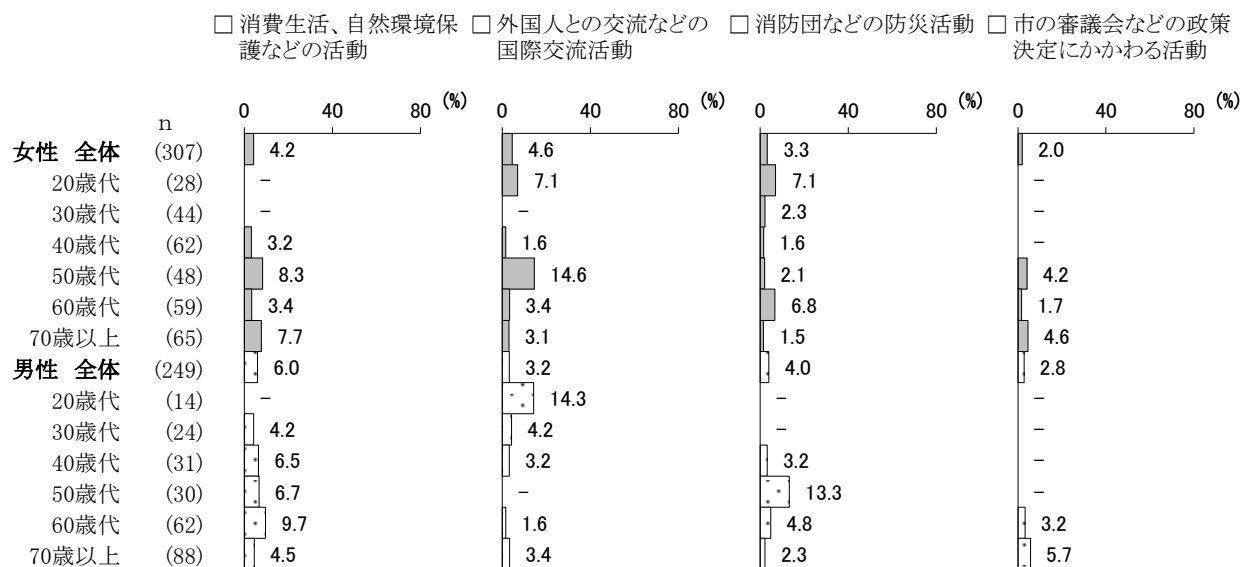 □ 消費生活、自然環境保護などの活動
□ 外国人との交流などの国際交流活動
□ 消防団などの防災活動
□ 市の審議会などの政策決定にかかわる活動
0 40 80 (%) 0 40 80 (%) 0 40 80 (%) 0 40 80 (%)
n
女性 全体 (307) 4.2 4.6 3.3 2.0
20歳代 (28) − 7.1 7.1 −
30歳代 (44) − − 2.3 −
40歳代 (62) 3.2 1.6 1.6 −
50歳代 (48) 8.3 14.6 2.1 4.2
60歳代 (59) 3.4 3.4 6.8 1.7
70歳以上 (65) 7.7 3.1 1.5 4.6
男性 全体 (249) 6.0 3.2 4.0 2.8
20歳代 (14) − 14.3 − −
30歳代 (24) 4.2 4.2 − −
40歳代 (31) 6.5 3.2 3.2 −
50歳代 (30) 6.7 − 13.3 −
60歳代 (62) 9.7 1.6 4.8 3.2
70歳以上 (88) 4.5 3.4 2.3 5.7